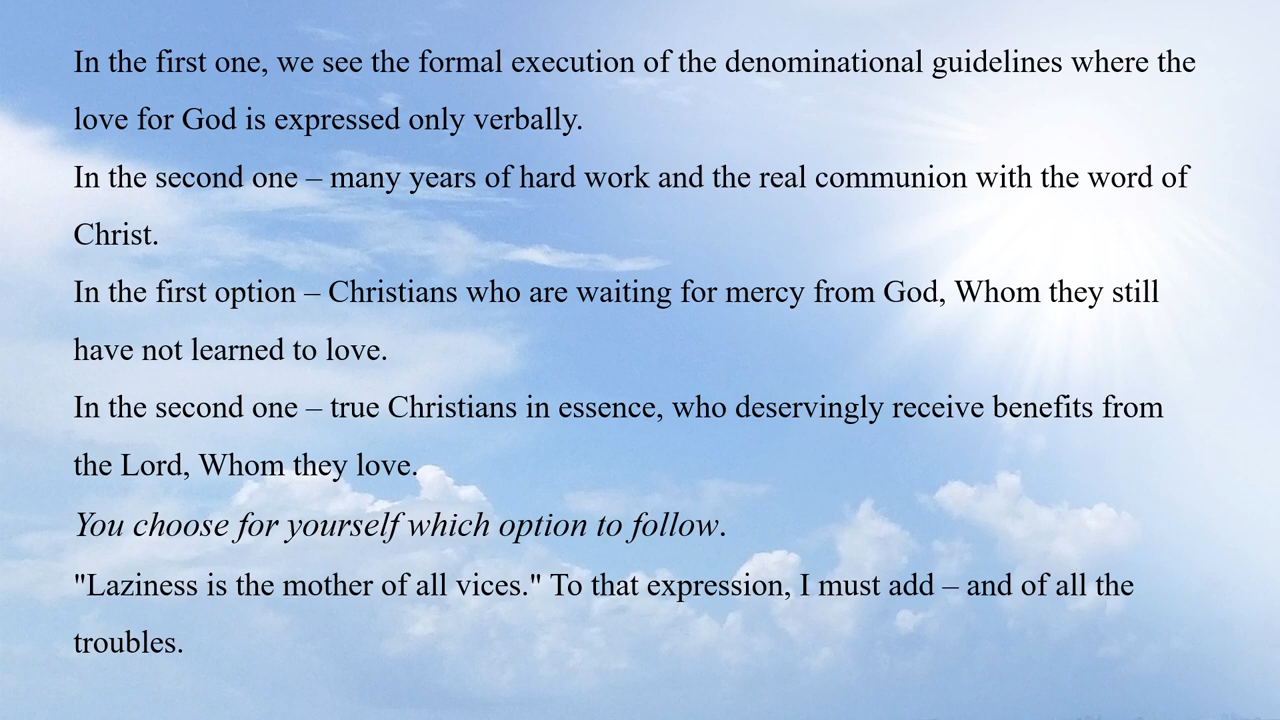 In the first one, we see the formal execution of the denominational guidelines where the
love for God is expressed only verbally.
In the second one – many years of hard work and the real communion with the word of
Christ.
In the first option – Christians who are waiting for mercy from God, Whom they still
have not learned to love.
In the second one – true Christians in essence, who deservingly receive benefits from
the Lord, Whom they love.
You choose for yourself which option to follow.
"Laziness is the mother of all vices." To that expression, I must add – and of all the
troubles.